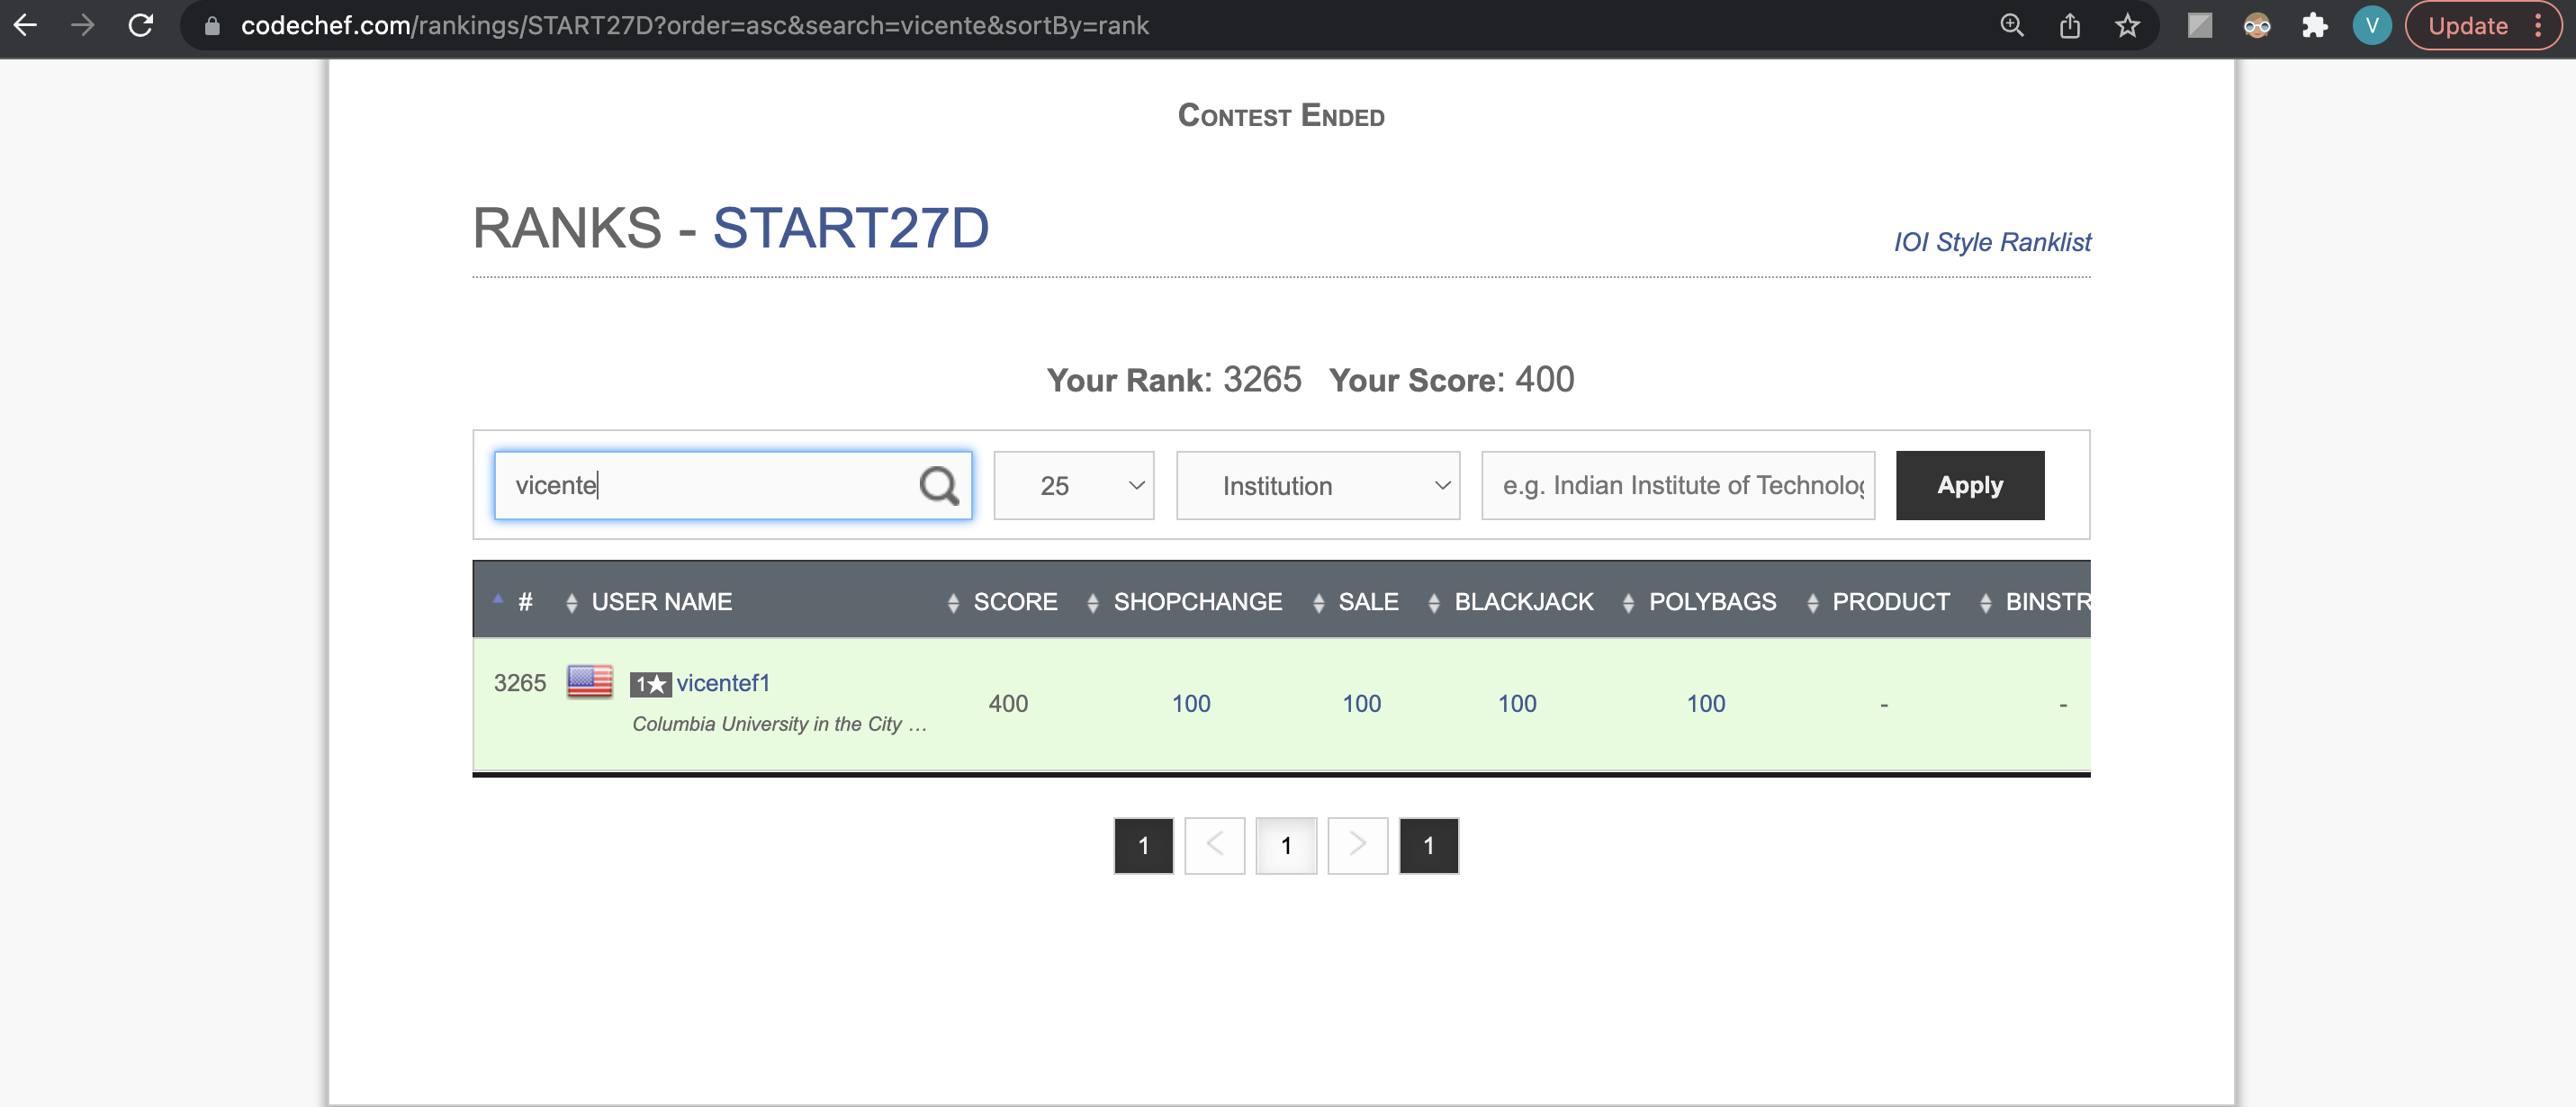 codechef.com/rankings/START27D?order=asc&search=vicente&sortBy=rank
V
Update
CONTEST ENDED
RANKS - START27D
IOI Style Ranklist
Your Rank: 3265 Your Score: 400
vicente 25 Institution e.g. Indian Institute of Technolog Apply
# USER NAME SCORE SHOPCHANGE SALE BLACKJACK POLYBAGS PRODUCT BINSTR
3265 1★ vicentef1 400 100 100 100 100 - -
Columbia University in the City ...
1 < 1 > 1